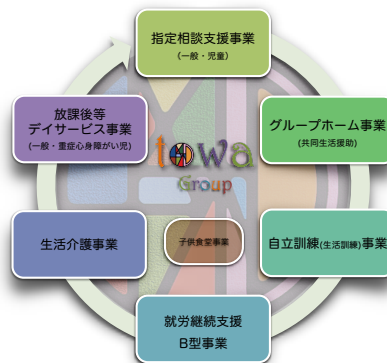 指定相談支援事業
(一般・児童)
放課後等
デイサービス事業
(一般・重症心身障がい児)
グループホーム事業
(共同生活援助)
towa
Group
生活介護事業
子供食堂事業
自立訓練(生活訓練)事業
就労継続支援
B型事業